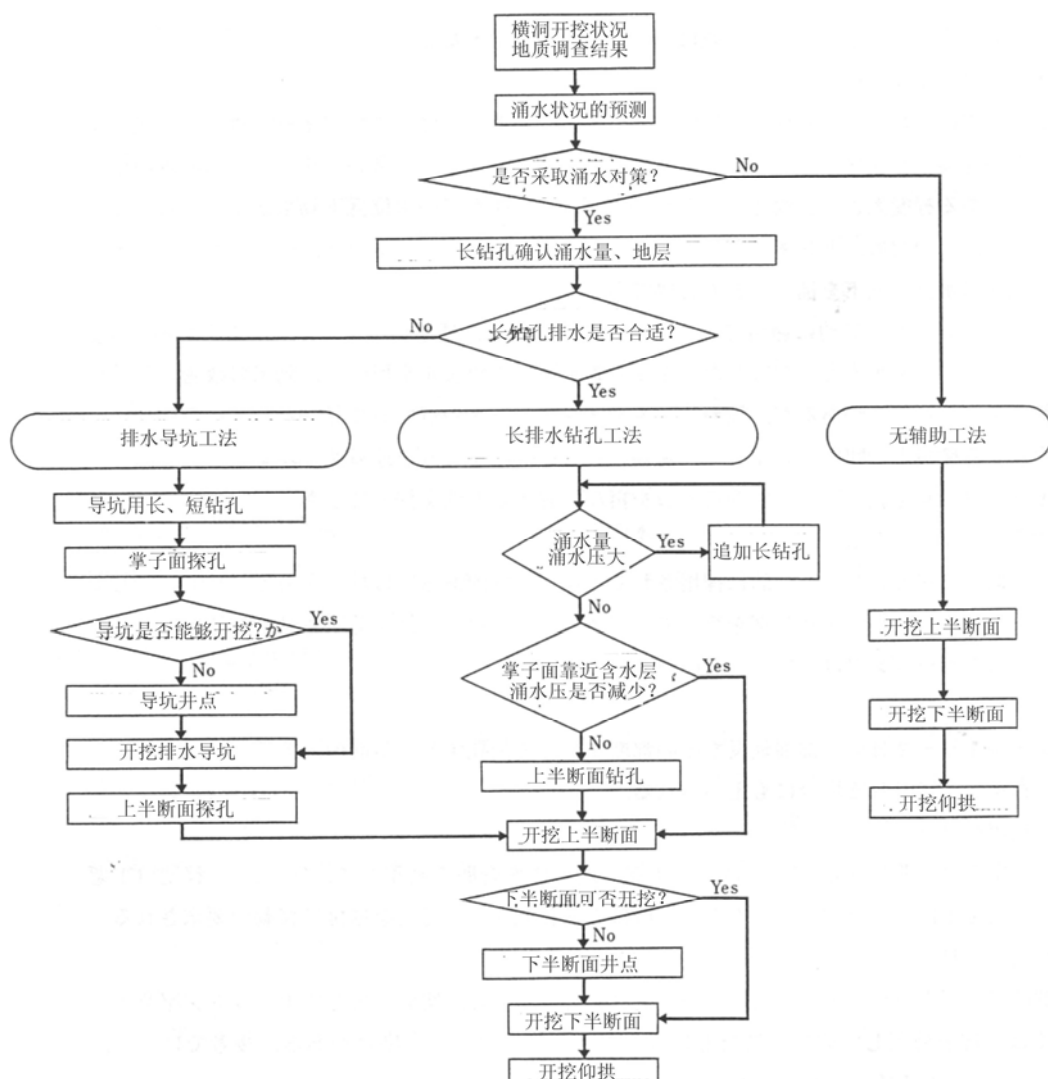 横洞开挖状况
地质调查结果
涌水状况的预测
是否采取涌水对策?
No
Yes
长钻孔确认涌水量、地层
长钻孔排水是否合适?
No
Yes
排水导坑工法
长排水钻孔工法
无辅助工法
导坑用长、短钻孔
掌子面探孔
导坑是否能够开挖?か
Yes
No
导坑井点
开挖排水导坑
上半断面探孔
涌水量
涌水压大
Yes
追加长钻孔
No
掌子面靠近含水层
涌水压是否减少?
Yes
No
上半断面钻孔
开挖上半断面
下半断面可否开挖?
Yes
No
下半断面井点
开挖下半断面
开挖仰拱
开挖上半断面
开挖下半断面
开挖仰拱